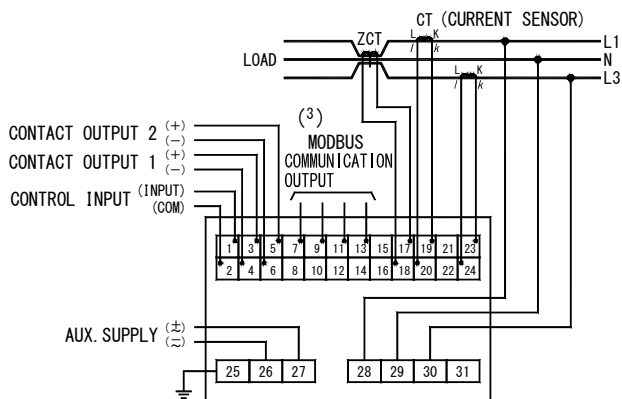 CT (CURRENT SENSOR)
ZCT L K L1
l k
LOAD N
L K L3
l k
(3)
CONTACT OUTPUT 2 (+)
(−)
MODBUS
CONTACT OUTPUT 1 (+)
(−)
COMMUNICATION
OUTPUT
CONTROL INPUT (INPUT)
(COM)
1 3 5 7 9 11 13 15 17 19 21 23
2 4 6 8 10 12 14 16 18 20 22 24
AUX. SUPPLY (±)
(≂)
25 26 27 28 29 30 31